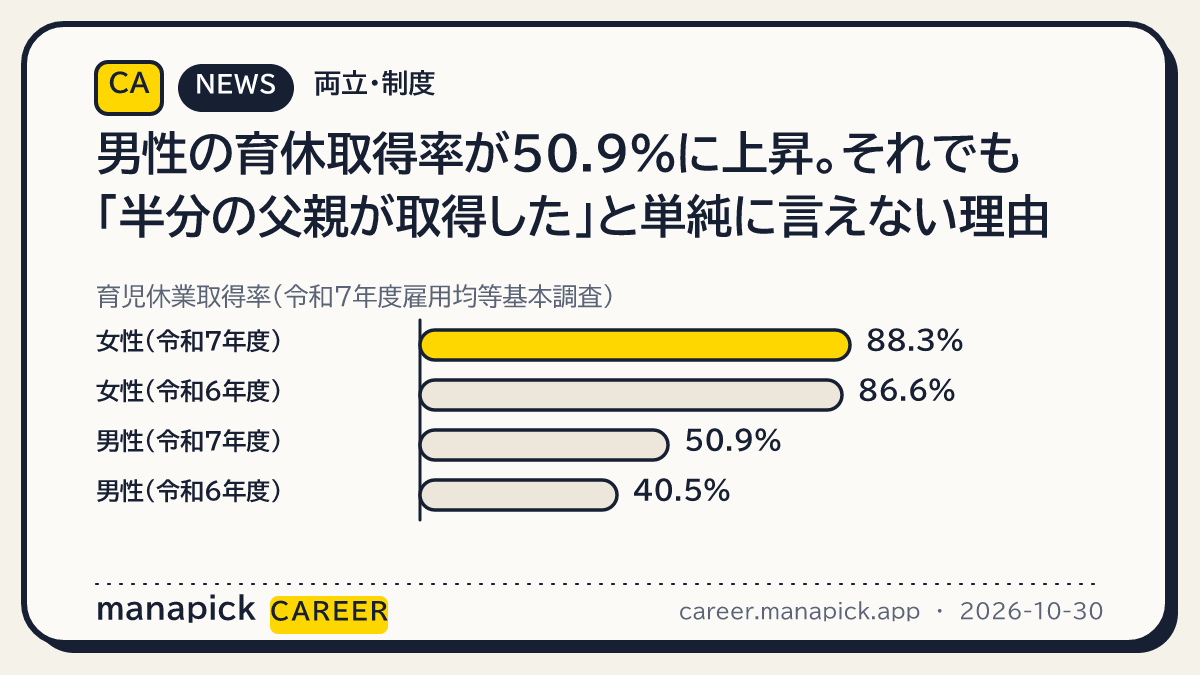 CA NEWS 両立・制度
男性の育休取得率が50.9%に上昇。それでも
「半分の父親が取得した」と単純に言えない理由
育児休業取得率(令和7年度雇用均等基本調査)
女性(令和7年度) 88.3%
女性(令和6年度) 86.6%
男性(令和7年度) 50.9%
男性(令和6年度) 40.5%
manapick CAREER career.manapick.app ・ 2026-10-30